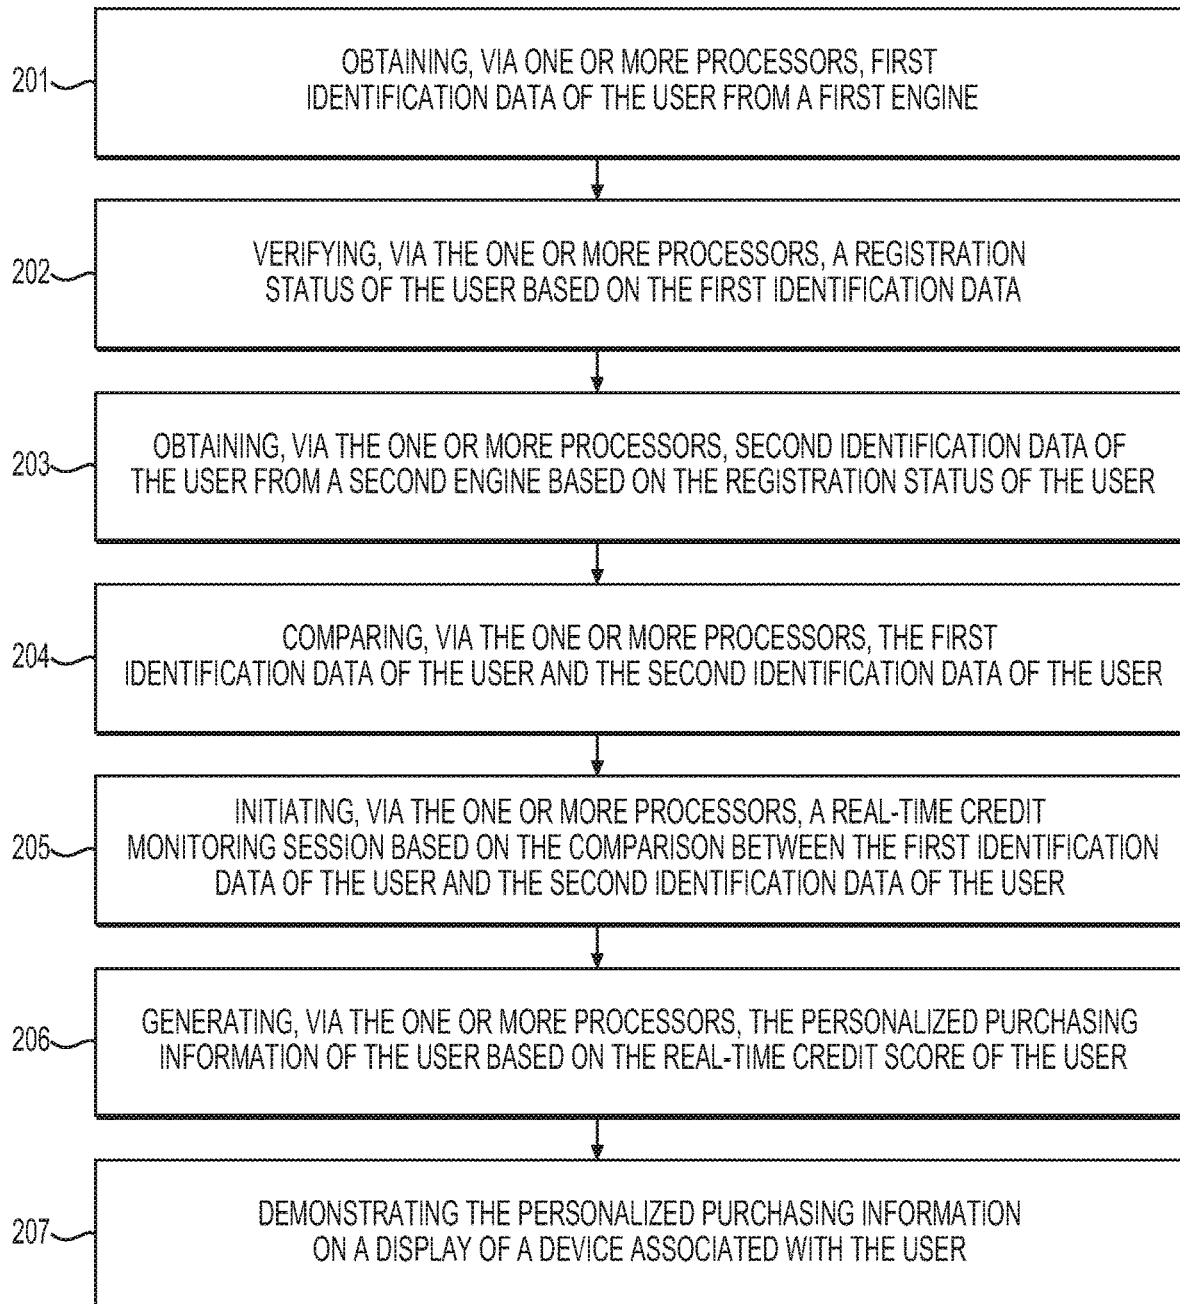 201
OBTAINING, VIA ONE OR MORE PROCESSORS, FIRST
IDENTIFICATION DATA OF THE USER FROM A FIRST ENGINE
202
VERIFYING, VIA THE ONE OR MORE PROCESSORS, A REGISTRATION
STATUS OF THE USER BASED ON THE FIRST IDENTIFICATION DATA
203
OBTAINING, VIA THE ONE OR MORE PROCESSORS, SECOND IDENTIFICATION DATA OF
THE USER FROM A SECOND ENGINE BASED ON THE REGISTRATION STATUS OF THE USER
204
COMPARING, VIA THE ONE OR MORE PROCESSORS, THE FIRST
IDENTIFICATION DATA OF THE USER AND THE SECOND IDENTIFICATION DATA OF THE USER
205
INITIATING, VIA THE ONE OR MORE PROCESSORS, A REAL-TIME CREDIT
MONITORING SESSION BASED ON THE COMPARISON BETWEEN THE FIRST IDENTIFICATION
DATA OF THE USER AND THE SECOND IDENTIFICATION DATA OF THE USER
206
GENERATING, VIA THE ONE OR MORE PROCESSORS, THE PERSONALIZED PURCHASING
INFORMATION OF THE USER BASED ON THE REAL-TIME CREDIT SCORE OF THE USER
207
DEMONSTRATING THE PERSONALIZED PURCHASING INFORMATION
ON A DISPLAY OF A DEVICE ASSOCIATED WITH THE USER